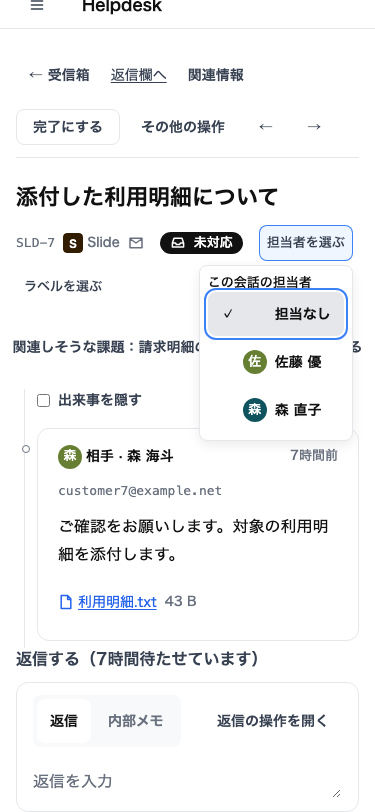 Helpdesk
← 受信箱 返信欄へ 関連情報
完了にする その他の操作 ← →
添付した利用明細について
SLD-7 S Slide 未対応 担当者を選ぶ
ラベルを選ぶ
この会話の担当者
✓ 担当なし
佐 佐藤 優
森 森 直子
関連しそうな課題：請求明細の
る
出来事を隠す
森 相手・森 海斗 7時間前
customer7@example.net
ご確認をお願いします。対象の利用明
細を添付します。
利用明細.txt 43 B
返信する（7時間待たせています）
返信 内部メモ 返信の操作を開く
返信を入力